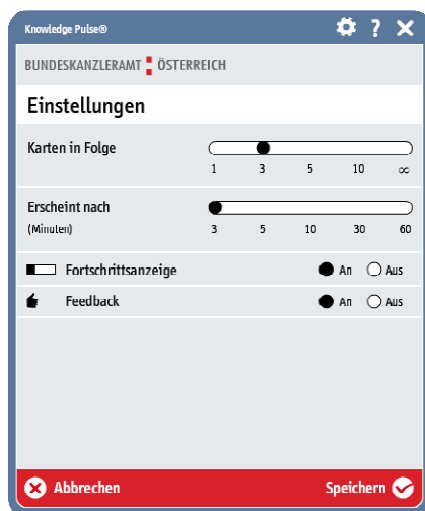 Knowledge Pulse® ?
BUNDESKANZLERAMT ÖSTERREICH
Einstellungen
Karten in Folge
1 3 5 10 ∞
Erscheint nach
(Minuten) 3 5 10 30 60
Fortschrittsanzeige An Aus
Feedback An Aus
Abbrechen Speichern